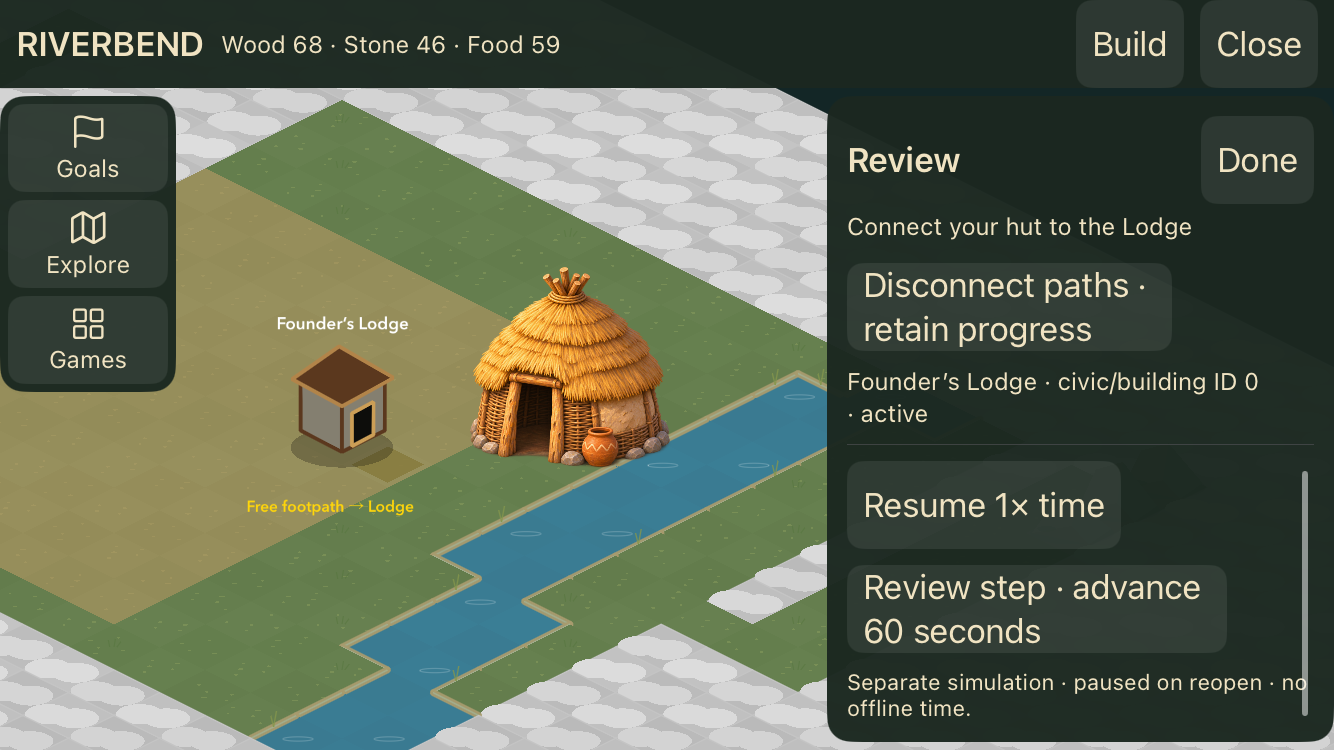 RIVERBEND Wood 68 · Stone 46 · Food 59 Build Close
Goals
Explore
Games
Founder’s Lodge
Free footpath → Lodge
Review Done
Connect your hut to the Lodge
Disconnect paths ·
retain progress
Founder’s Lodge · civic/building ID 0
· active
Resume 1× time
Review step · advance
60 seconds
Separate simulation · paused on reopen · no
offline time.